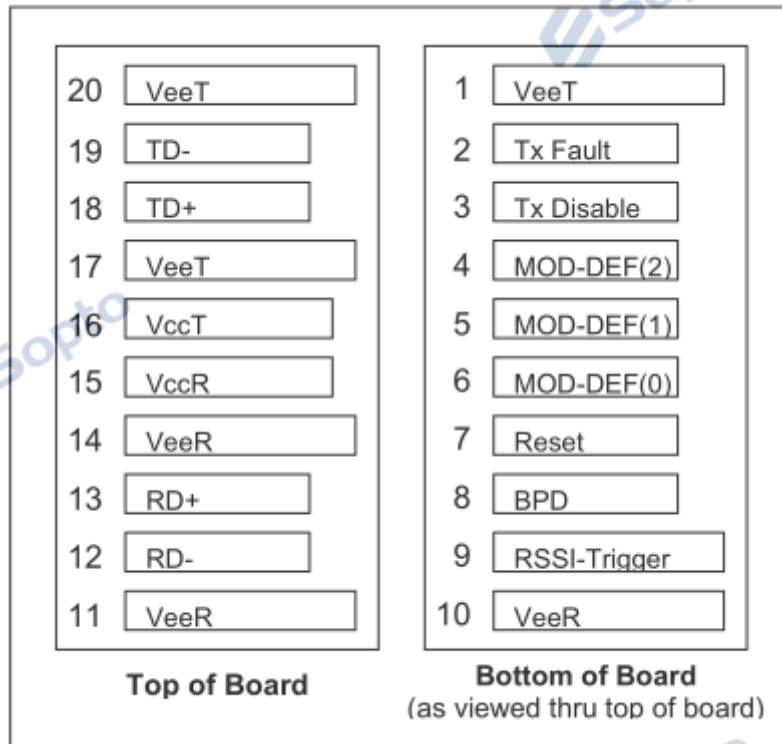 Sopto
20 VeeT
19 TD-
18 TD+
17 VeeT
16 VccT
15 VccR
14 VeeR
13 RD+
12 RD-
11 VeeR
Top of Board
1 VeeT
2 Tx Fault
3 Tx Disable
4 MOD-DEF(2)
5 MOD-DEF(1)
6 MOD-DEF(0)
7 Reset
8 BPD
9 RSSI-Trigger
10 VeeR
Bottom of Board
(as viewed thru top of board)
Sopto